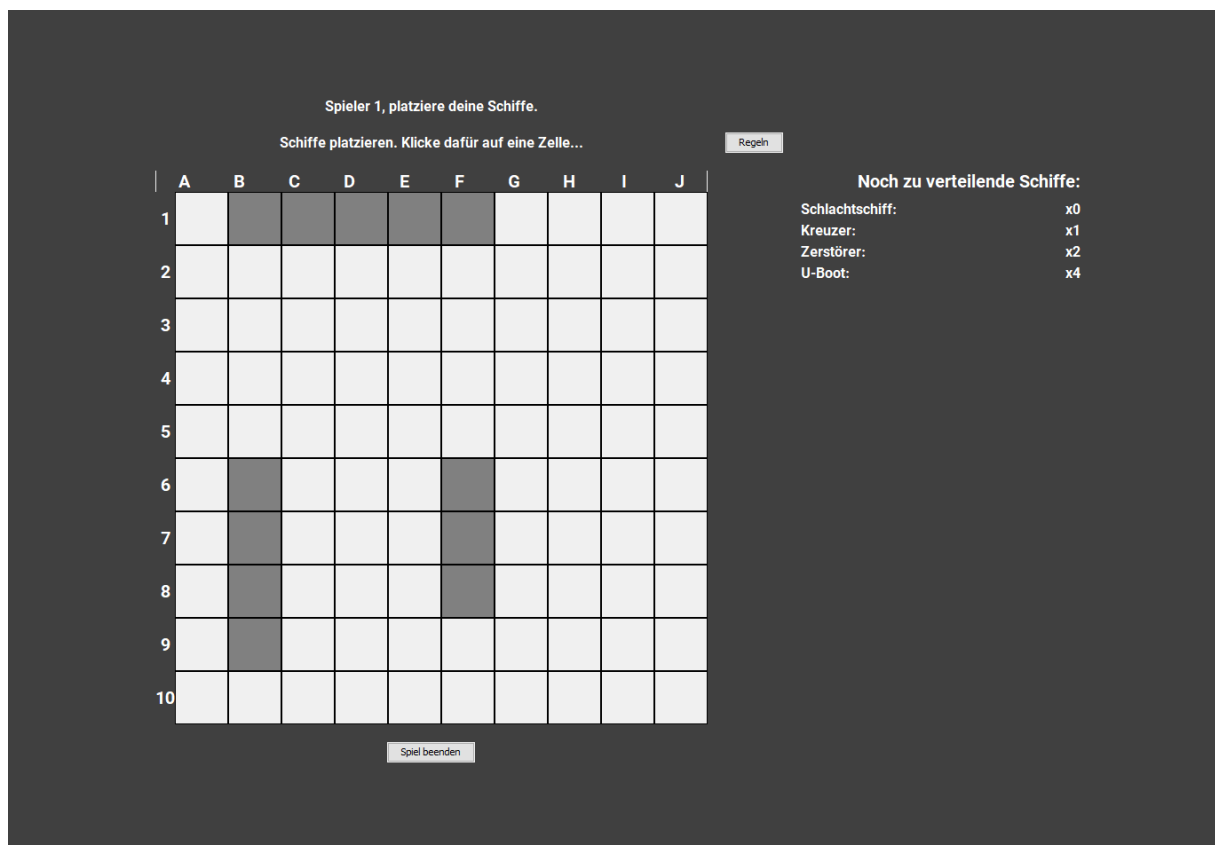 Spieler 1, platziere deine Schiffe.
Schiffe platzieren. Klicke dafür auf eine Zelle...
Regeln
A B C D E F G H I J
Noch zu verteilende Schiffe:
Schlachtschiff: x0
Kreuzer: x1
Zerstörer: x2
U-Boot: x4
1
2
3
4
5
6
7
8
9
10
Spiel beenden